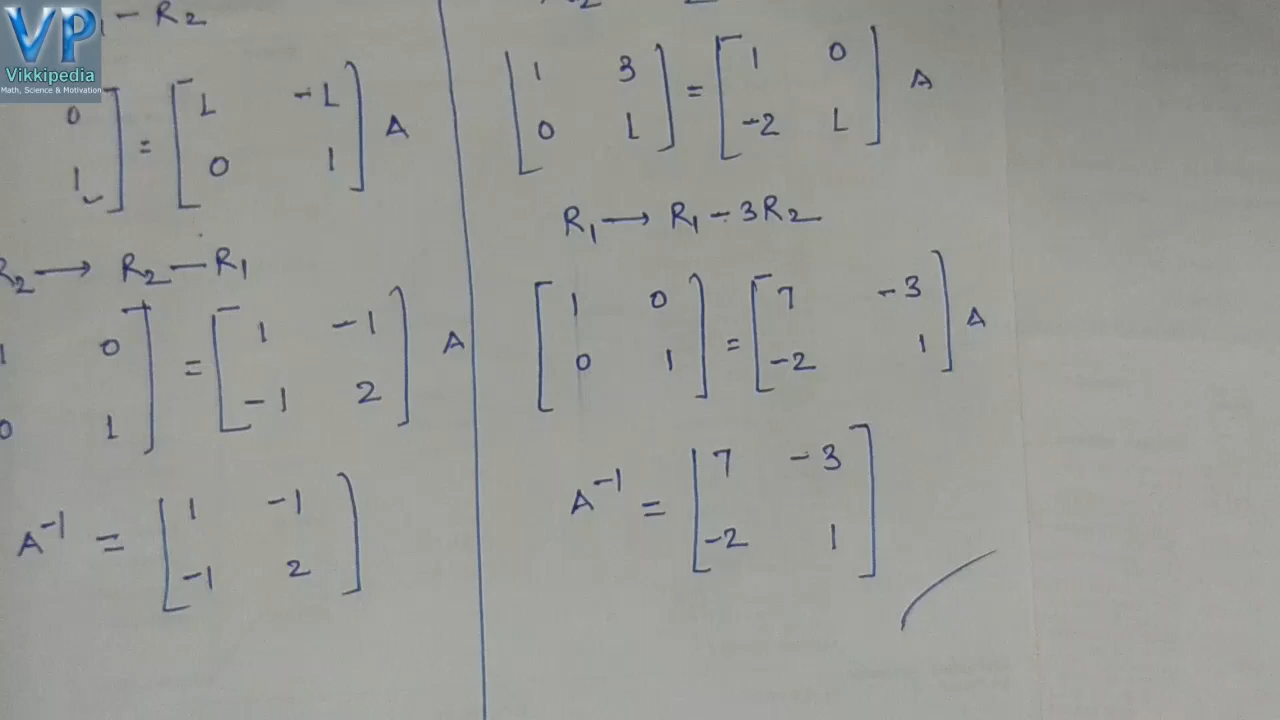 VP
Vikkipedia
Math, Science & Motivation
- R2
0 ] = [ 1 -1 ] A
1 ] [ 0 1 ]
R2 → R2 - R1
1 0 ] = [ 1 -1 ] A
0 1 ] [ -1 2 ]
A⁻¹ = [ 1 -1 ]
[ -1 2 ]
[ 1 3 ] = [ 1 0 ] A
[ 0 1 ] [ -2 1 ]
R1 → R1 - 3R2
[ 1 0 ] = [ 7 -3 ] A
[ 0 1 ] [ -2 1 ]
A⁻¹ = [ 7 -3 ]
[ -2 1 ]